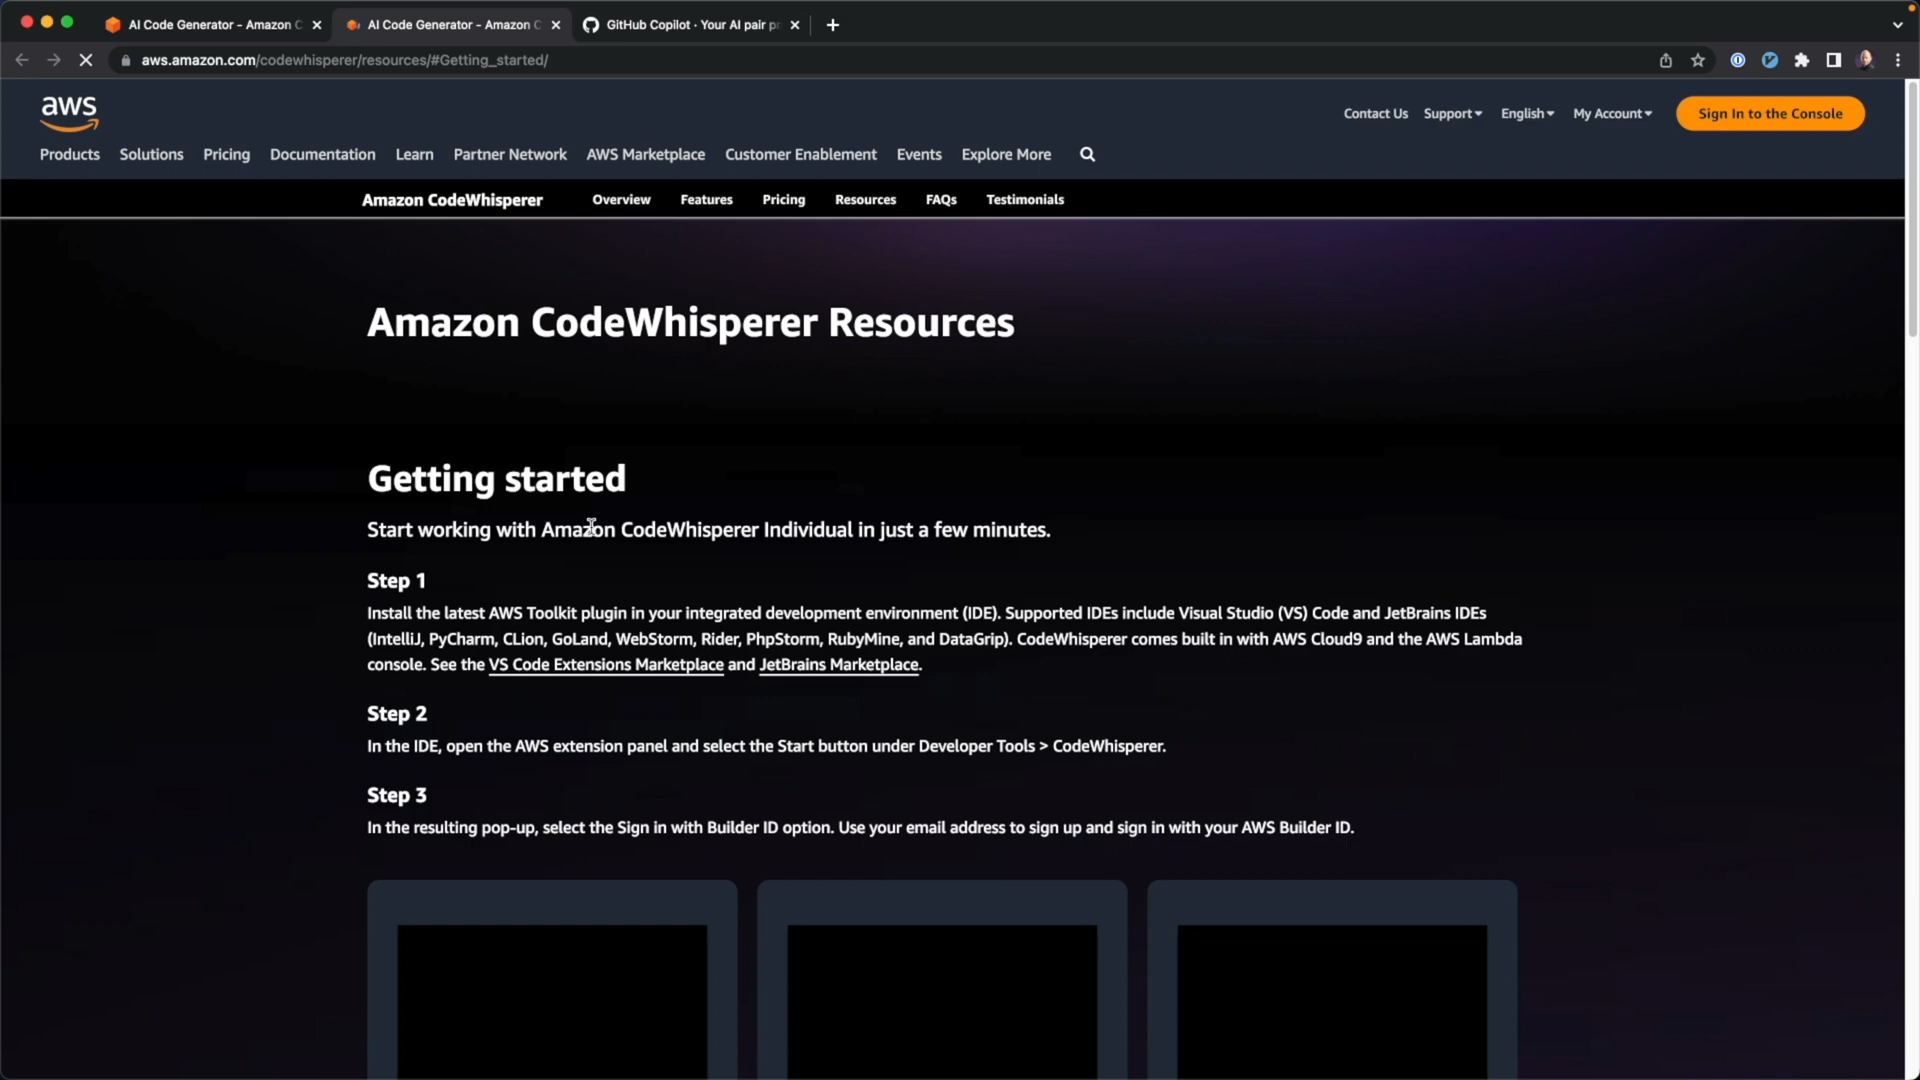 AI Code Generator - Amazon C
AI Code Generator - Amazon C
GitHub Copilot · Your AI pair p
aws.amazon.com/codewhisperer/resources/#Getting_started/
aws
Contact Us Support English My Account Sign In to the Console
Products Solutions Pricing Documentation Learn Partner Network AWS Marketplace Customer Enablement Events Explore More
Amazon CodeWhisperer Overview Features Pricing Resources FAQs Testimonials
Amazon CodeWhisperer Resources
Getting started
Start working with Amazon CodeWhisperer Individual in just a few minutes.
Step 1
Install the latest AWS Toolkit plugin in your integrated development environment (IDE). Supported IDEs include Visual Studio (VS) Code and JetBrains IDEs
(IntelliJ, PyCharm, CLion, GoLand, WebStorm, Rider, PhpStorm, RubyMine, and DataGrip). CodeWhisperer comes built in with AWS Cloud9 and the AWS Lambda
console. See the VS Code Extensions Marketplace and JetBrains Marketplace.
Step 2
In the IDE, open the AWS extension panel and select the Start button under Developer Tools > CodeWhisperer.
Step 3
In the resulting pop-up, select the Sign in with Builder ID option. Use your email address to sign up and sign in with your AWS Builder ID.